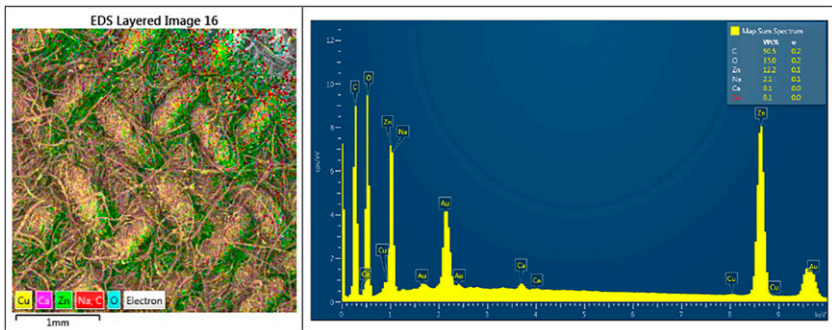 EDS Layered Image 16
Cu Ca Zn Na, C O Electron
1mm
Map Sum Spectrum
Wt% σ
C 50.5 0.2
O 35.0 0.2
Zn 12.2 0.1
Na 2.1 0.1
Ca 0.1 0.0
0.1 0.0
cps/eV
12
10
8
6
4
2
0
C
O
Zn
Na
Ca
Cu
Au
Au
Au
Ca
Ca
Cu
Zn
Cu
Au
0 1 2 3 4 5 6 7 8 9 keV